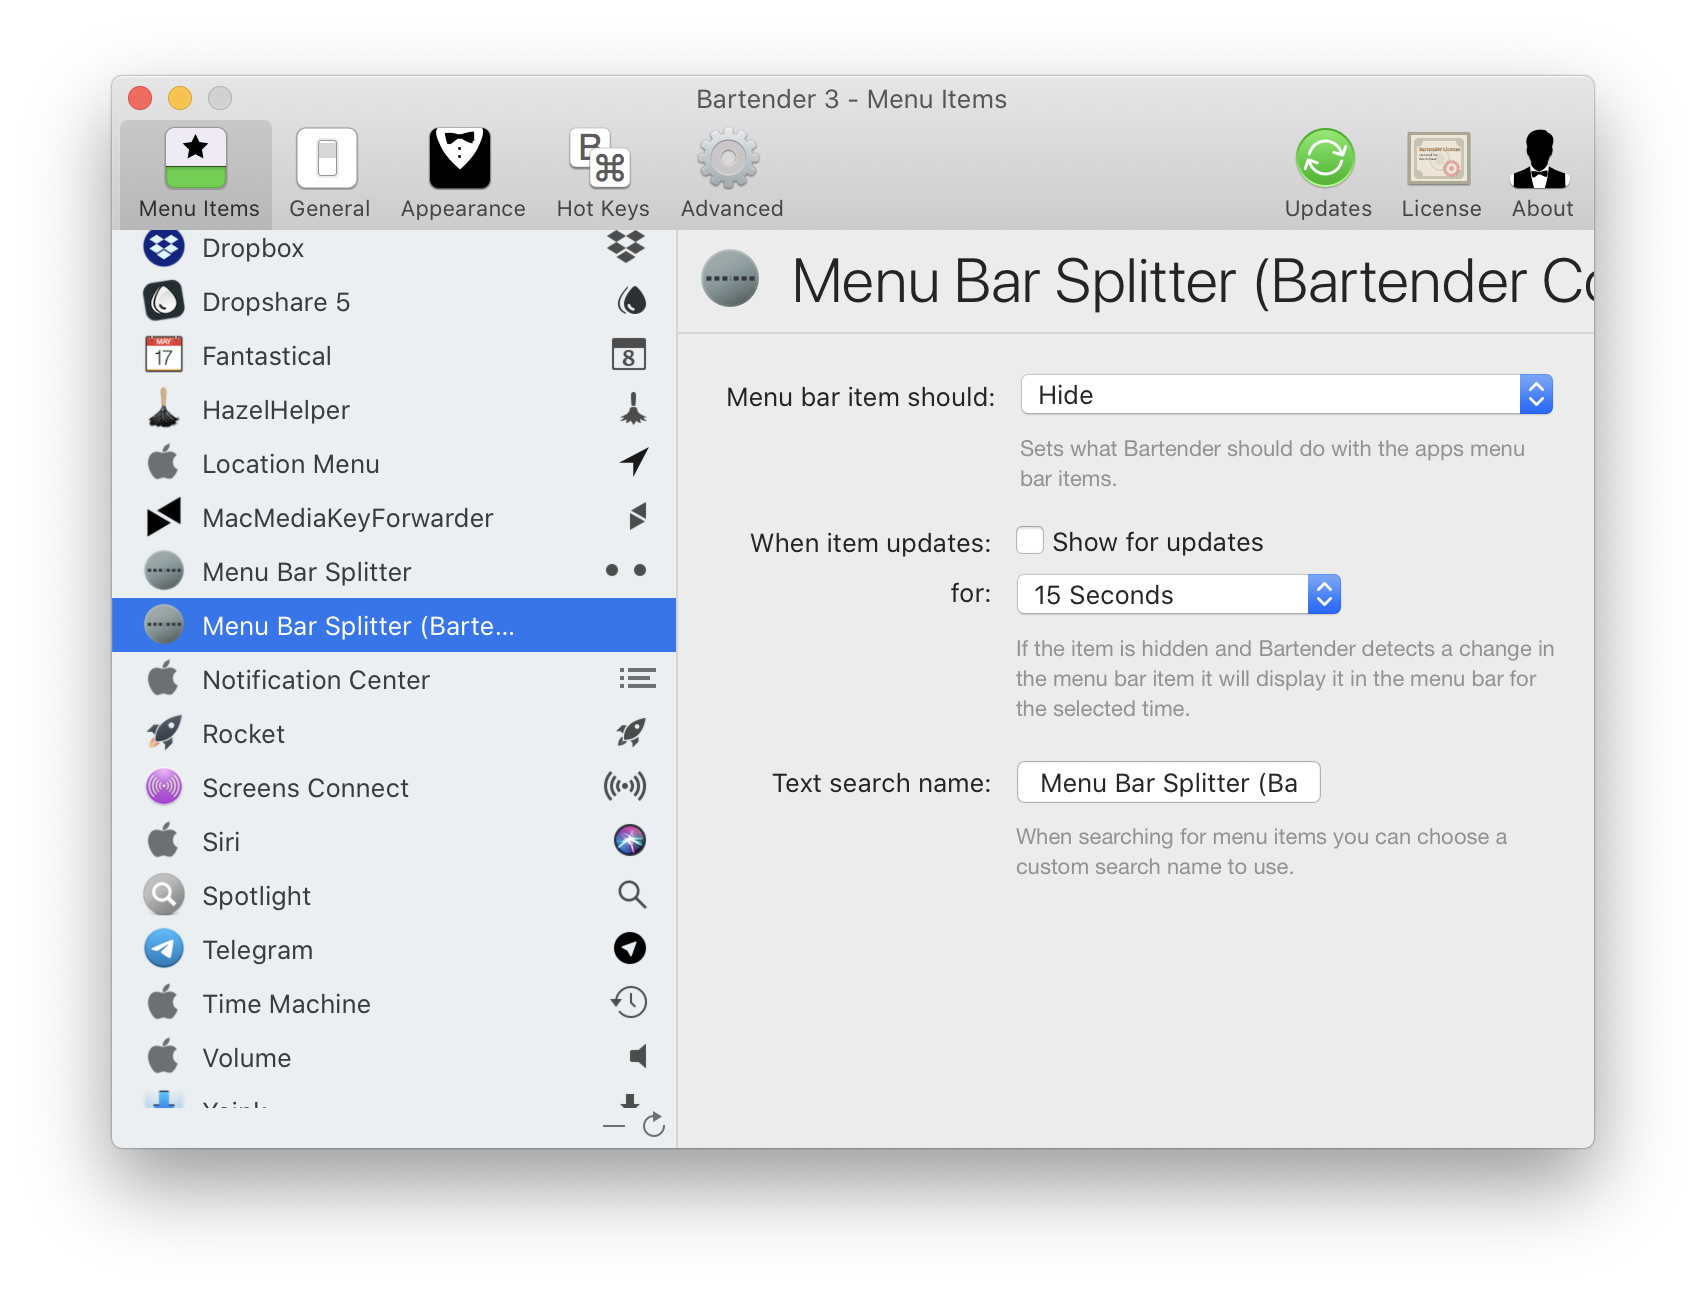 Bartender 3 - Menu Items
Menu Items
General
Appearance
B
Hot Keys
Advanced
Updates
License
About
Dropbox
Dropshare 5
MAY
17
Fantastical
8
HazelHelper
Location Menu
MacMediaKeyForwarder
Menu Bar Splitter
Menu Bar Splitter (Barte...
Notification Center
Rocket
Screens Connect
Siri
Spotlight
Telegram
Time Machine
Volume
Menu Bar Splitter (Bartender Co
Menu bar item should:
Hide
Sets what Bartender should do with the apps menu
bar items.
When item updates:
Show for updates
for:
15 Seconds
If the item is hidden and Bartender detects a change in
the menu bar item it will display it in the menu bar for
the selected time.
Text search name:
Menu Bar Splitter (Ba
When searching for menu items you can choose a
custom search name to use.